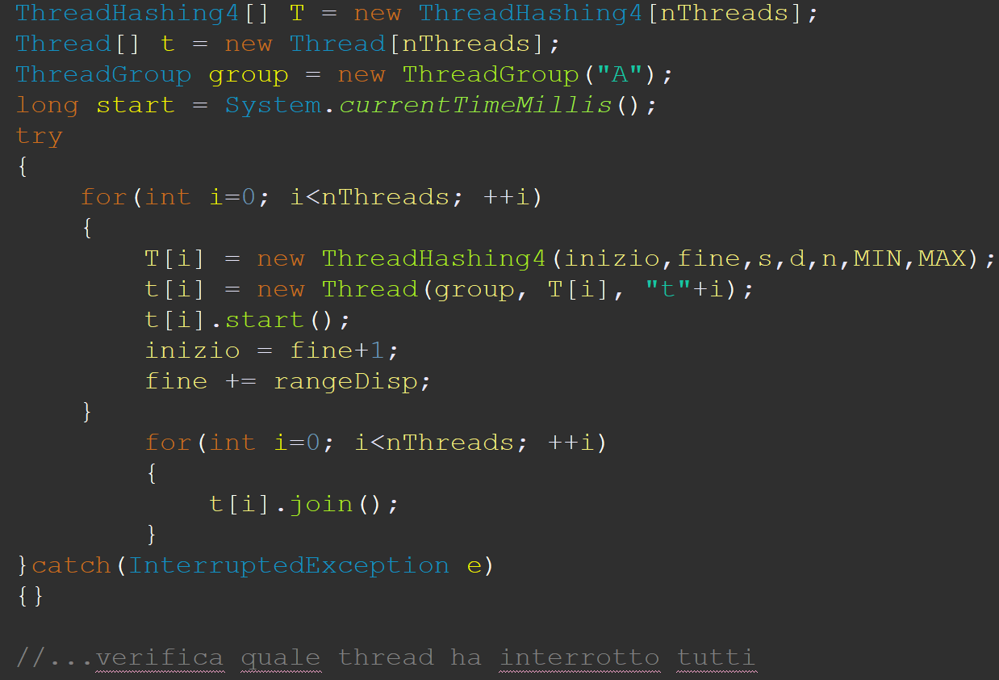 ThreadHashing4[] T = new ThreadHashing4[nThreads];
Thread[] t = new Thread[nThreads];
ThreadGroup group = new ThreadGroup("A");
long start = System.currentTimeMillis();
try
{
for(int i=0; i<nThreads; ++i)
{
T[i] = new ThreadHashing4(inizio,fine,s,d,n,MIN,MAX);
t[i] = new Thread(group, T[i], "t"+i);
t[i].start();
inizio = fine+1;
fine += rangeDisp;
}
for(int i=0; i<nThreads; ++i)
{
t[i].join();
}
}catch(InterruptedException e)
{}
//...verifica quale thread ha interrotto tutti